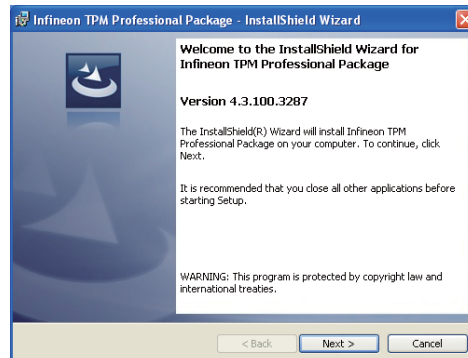 Infineon TPM Professional Package - InstallShield Wizard
Welcome to the InstallShield Wizard for
Infineon TPM Professional Package
Version 4.3.100.3287
The InstallShield(R) Wizard will install Infineon TPM
Professional Package on your computer. To continue, click
Next.
It is recommended that you close all other applications before
starting Setup.
WARNING: This program is protected by copyright law and
international treaties.
< Back Next > Cancel